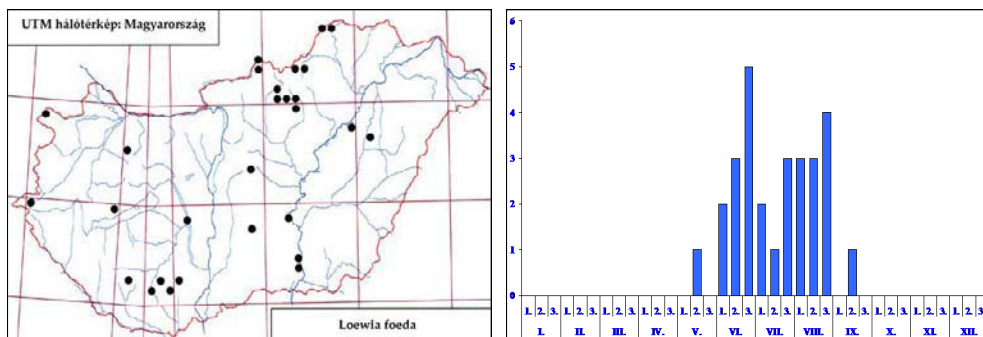 UTM hálótérkép: Magyarország
Loewia foeda
6
5
4
3
2
1
0
1. 2. 3. 1. 2. 3. 1. 2. 3. 1. 2. 3. 1. 2. 3. 1. 2. 3. 1. 2. 3. 1. 2. 3. 1. 2. 3. 1. 2. 3. 1. 2. 3. 1. 2. 3.
I. II. III. IV. V. VI. VII. VIII. IX. X. XI. XII.